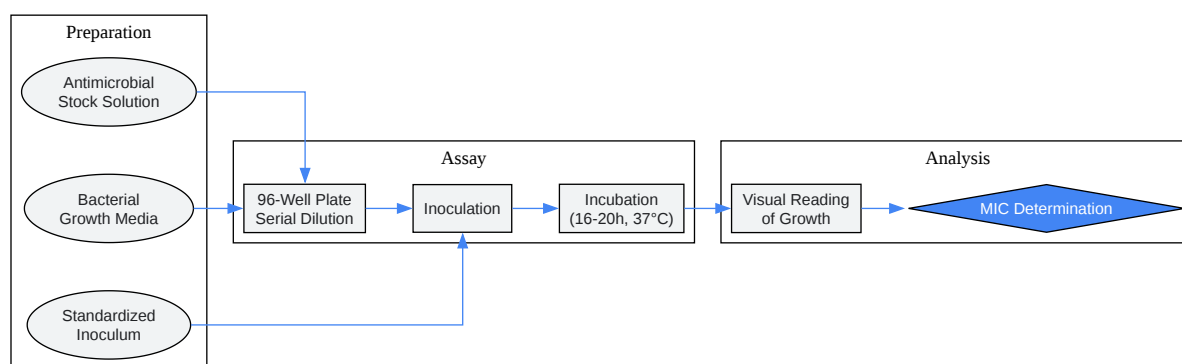 Preparation
Antimicrobial
Stock Solution
Bacterial
Growth Media
Standardized
Inoculum
Assay
96-Well Plate
Serial Dilution
Inoculation
Incubation
(16-20h, 37°C)
Analysis
Visual Reading
of Growth
MIC Determination